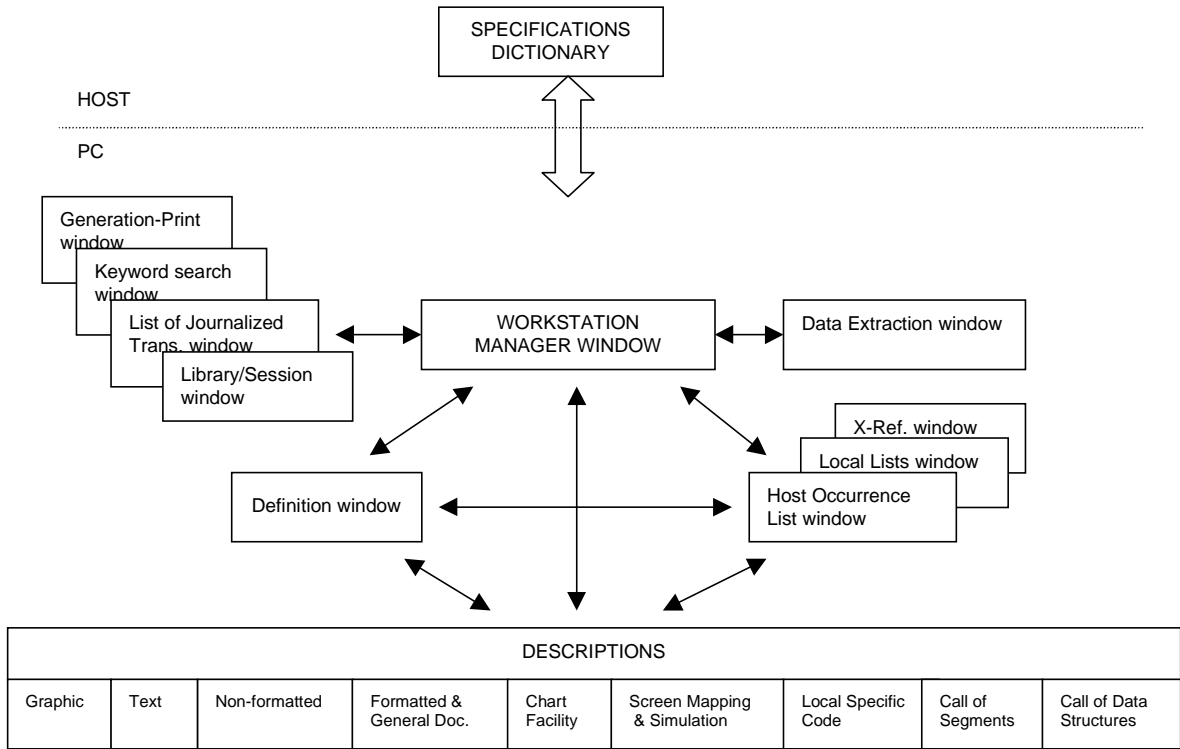 SPECIFICATIONS
DICTIONARY
HOST
PC
Generation-Print
window
Keyword search
window
List of Journalized
Trans. window
Library/Session
window
WORKSTATION
MANAGER WINDOW
Data Extraction window
X-Ref. window
Local Lists window
Host Occurrence
List window
Definition window
DESCRIPTIONS
Graphic
Text
Non-formatted
Formatted &
General Doc.
Chart
Facility
Screen Mapping
& Simulation
Local Specific
Code
Call of
Segments
Call of Data
Structures